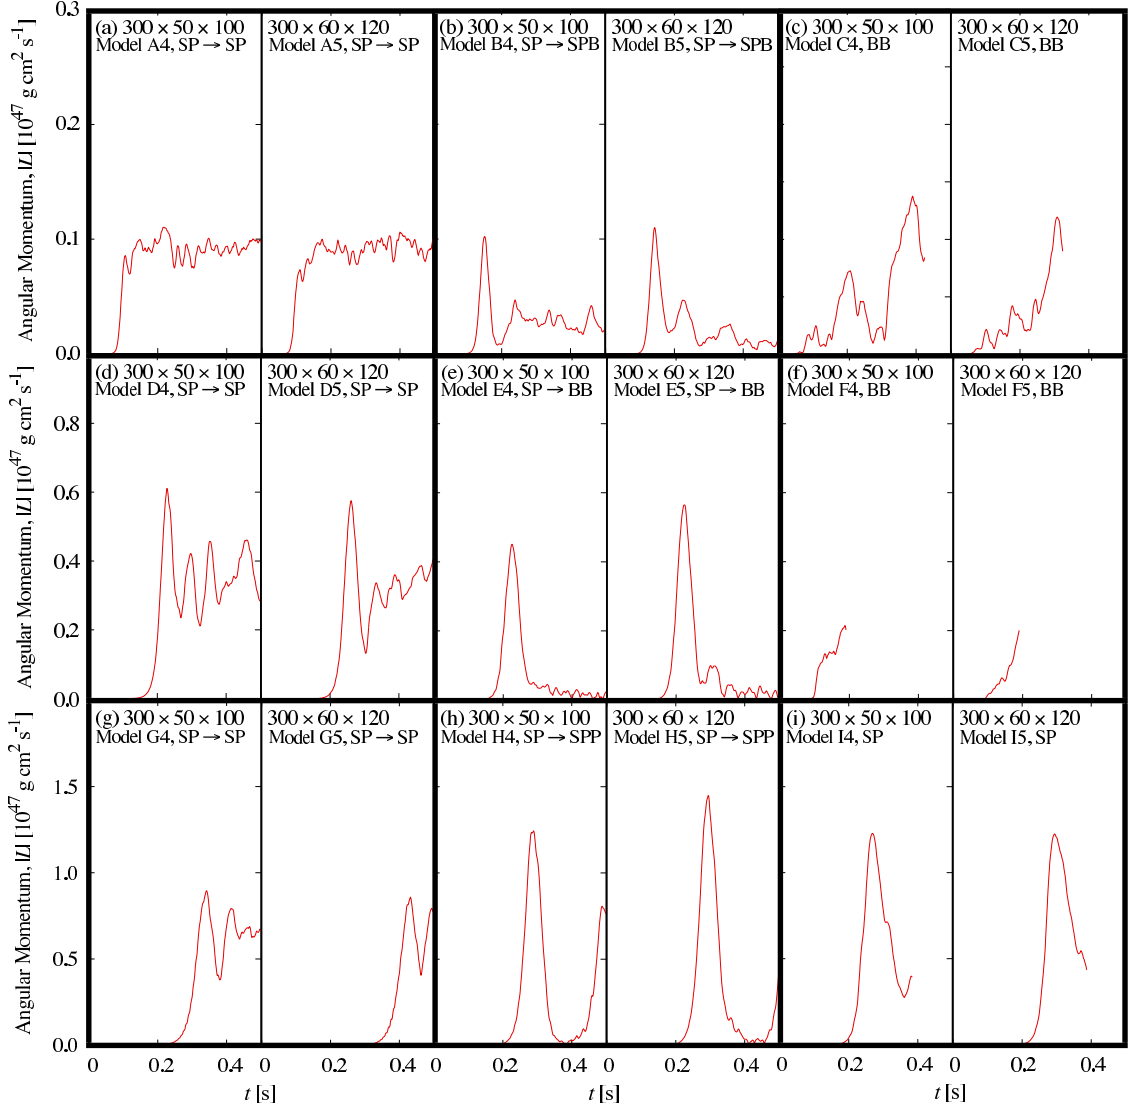 0.3
0.2
0.1
0.0
Angular Momentum, |L| [10^47 g cm^2 s^-1]
(a) 300 × 50 × 100
Model A4, SP → SP
300 × 60 × 120
Model A5, SP → SP
(b) 300 × 50 × 100
Model B4, SP → SPB
300 × 60 × 120
Model B5, SP → SPB
(c) 300 × 50 × 100
Model C4, BB
300 × 60 × 120
Model C5, BB
0.8
0.6
0.4
0.2
0.0
Angular Momentum, |L| [10^47 g cm^2 s^-1]
(d) 300 × 50 × 100
Model D4, SP → SP
300 × 60 × 120
Model D5, SP → SP
(e) 300 × 50 × 100
Model E4, SP → BB
300 × 60 × 120
Model E5, SP → BB
(f) 300 × 50 × 100
Model F4, BB
300 × 60 × 120
Model F5, BB
1.5
1.0
0.5
0.0
Angular Momentum, |L| [10^47 g cm^2 s^-1]
(g) 300 × 50 × 100
Model G4, SP → SP
300 × 60 × 120
Model G5, SP → SP
(h) 300 × 50 × 100
Model H4, SP → SPP
300 × 60 × 120
Model H5, SP → SPP
(i) 300 × 50 × 100
Model I4, SP
300 × 60 × 120
Model I5, SP
0 0.2 0.4 0 0.2 0.4 0 0.2 0.4 0 0.2 0.4 0 0.2 0.4 0 0.2 0.4
t [s]
t [s]
t [s]